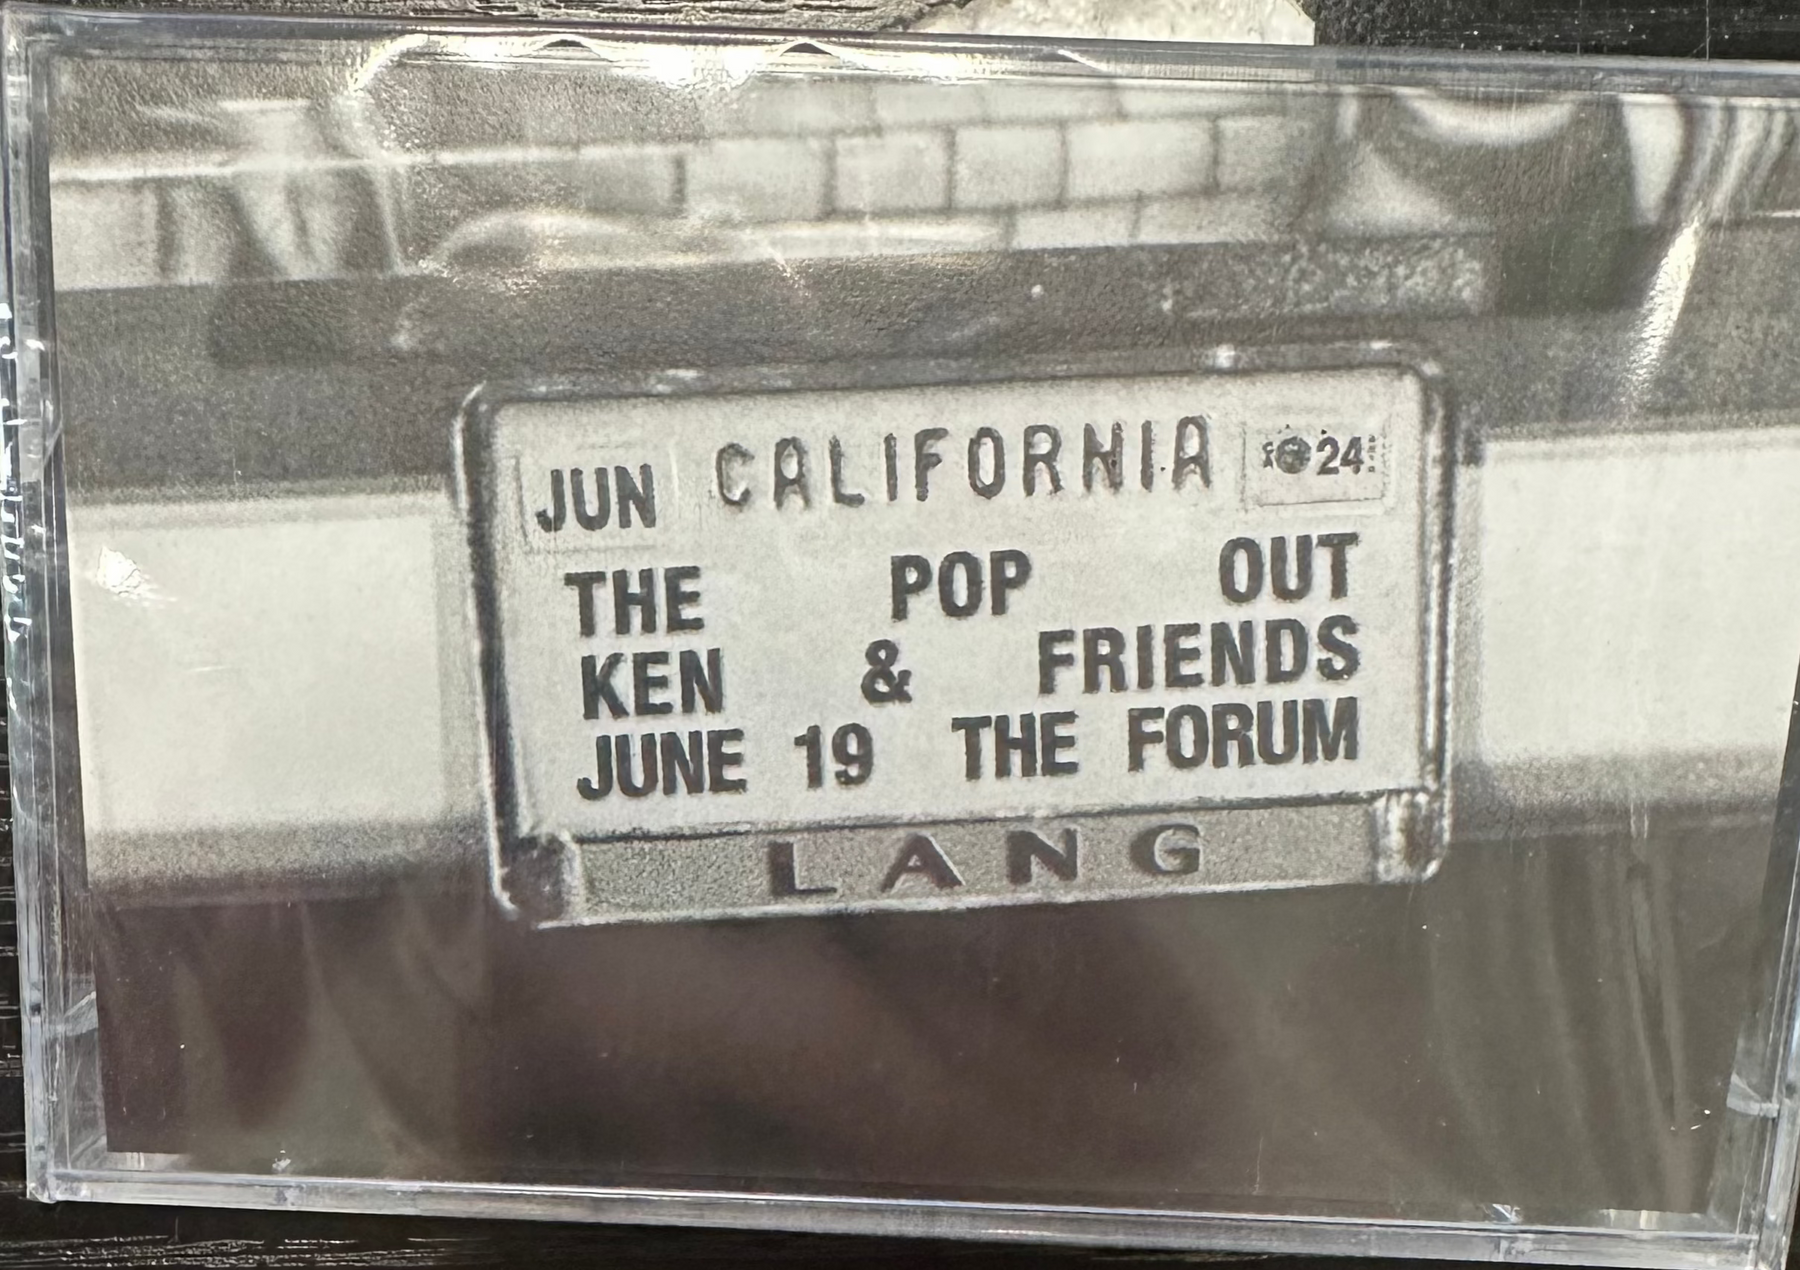 JUN CALIFORNIA 24
THE POP OUT
KEN & FRIENDS
JUNE 19 THE FORUM
LANG